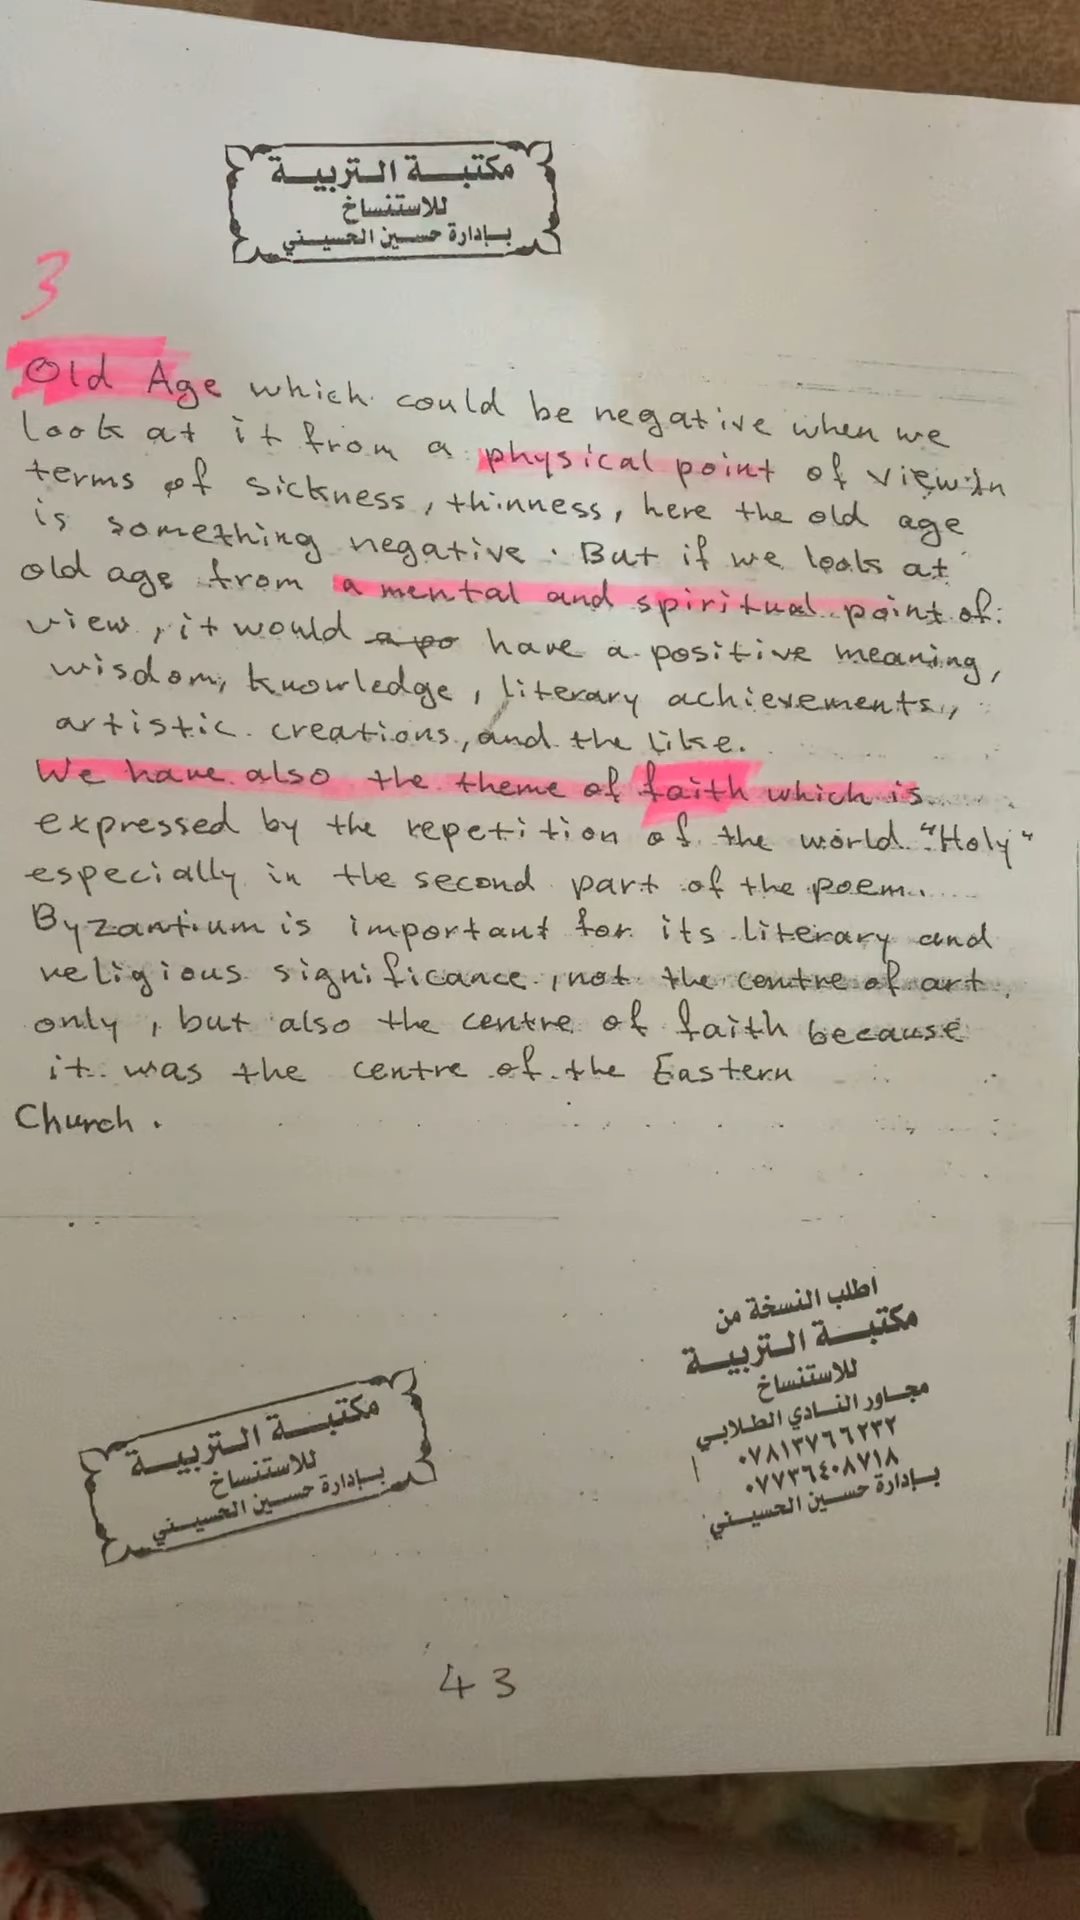 مكتبة التربية
للاستنساخ
بإدارة حسين الحسيني
3
Old Age which could be negative when we
look at it from a physical point of view in
terms of sickness, thinness, here the old age
is something negative. But if we look at
old age from a mental and spiritual point of
view, it would a po have a positive meaning,
wisdom, knowledge, literary achievements,
artistic creations, and the like.
We have also the theme of faith which is
expressed by the repetition of the world "Holy"
especially in the second part of the poem.
Byzantium is important for its literary and
religious significance, not the centre of art
only, but also the centre of faith because
it was the centre of the Eastern
Church.
اطلب النسخة من
مكتبة التربية
للاستنساخ
مجاور النادي الطلابي
٠٧٨١٣٧٦٦٢٣٢
٠٧٧٣٦٤٠٨٧١٨
بإدارة حسين الحسيني
مكتبة التربية
للاستنساخ
بإدارة حسين الحسيني
43